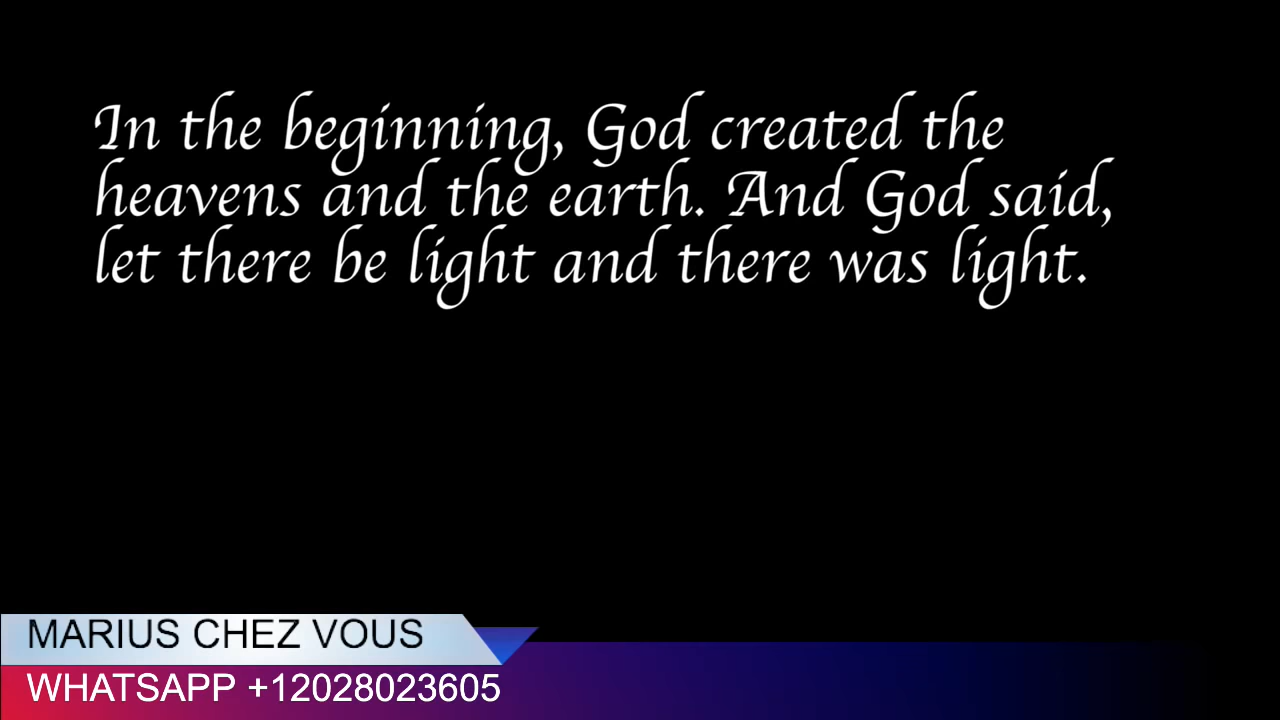 In the beginning, God created the
heavens and the earth. And God said,
let there be light and there was light.
MARIUS CHEZ VOUS
WHATSAPP +12028023605